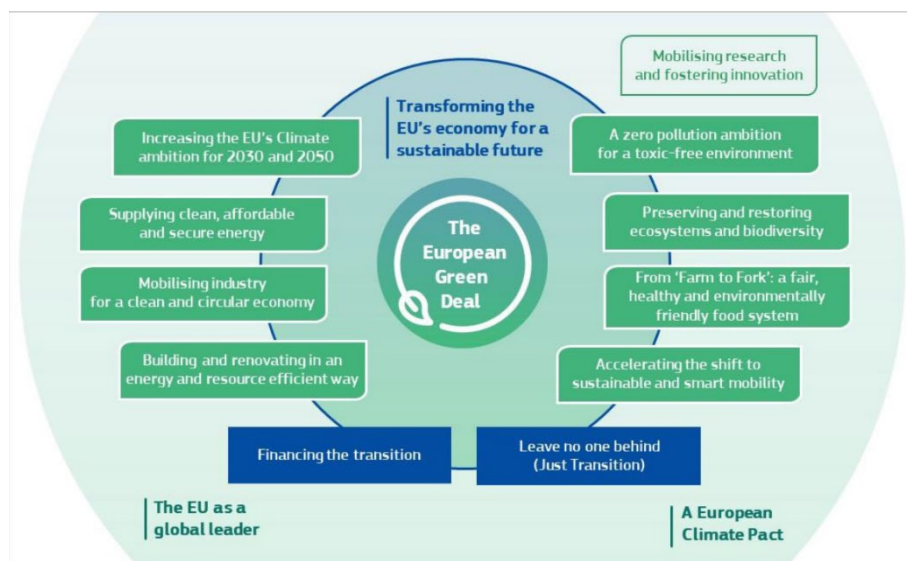 Mobilising research
and fostering innovation
Transforming the
EU's economy for a
sustainable future
Increasing the EU's Climate
ambition for 2030 and 2050
A zero pollution ambition
for a toxic-free environment
Supplying clean, affordable
and secure energy
The
European
Green
Deal
Preserving and restoring
ecosystems and biodiversity
Mobilising industry
for a clean and circular economy
From ‘Farm to Fork’: a fair,
healthy and environmentally
friendly food system
Building and renovating in an
energy and resource efficient way
Accelerating the shift to
sustainable and smart mobility
Financing the transition
Leave no one behind
(Just Transition)
The EU as a
global leader
A European
Climate Pact